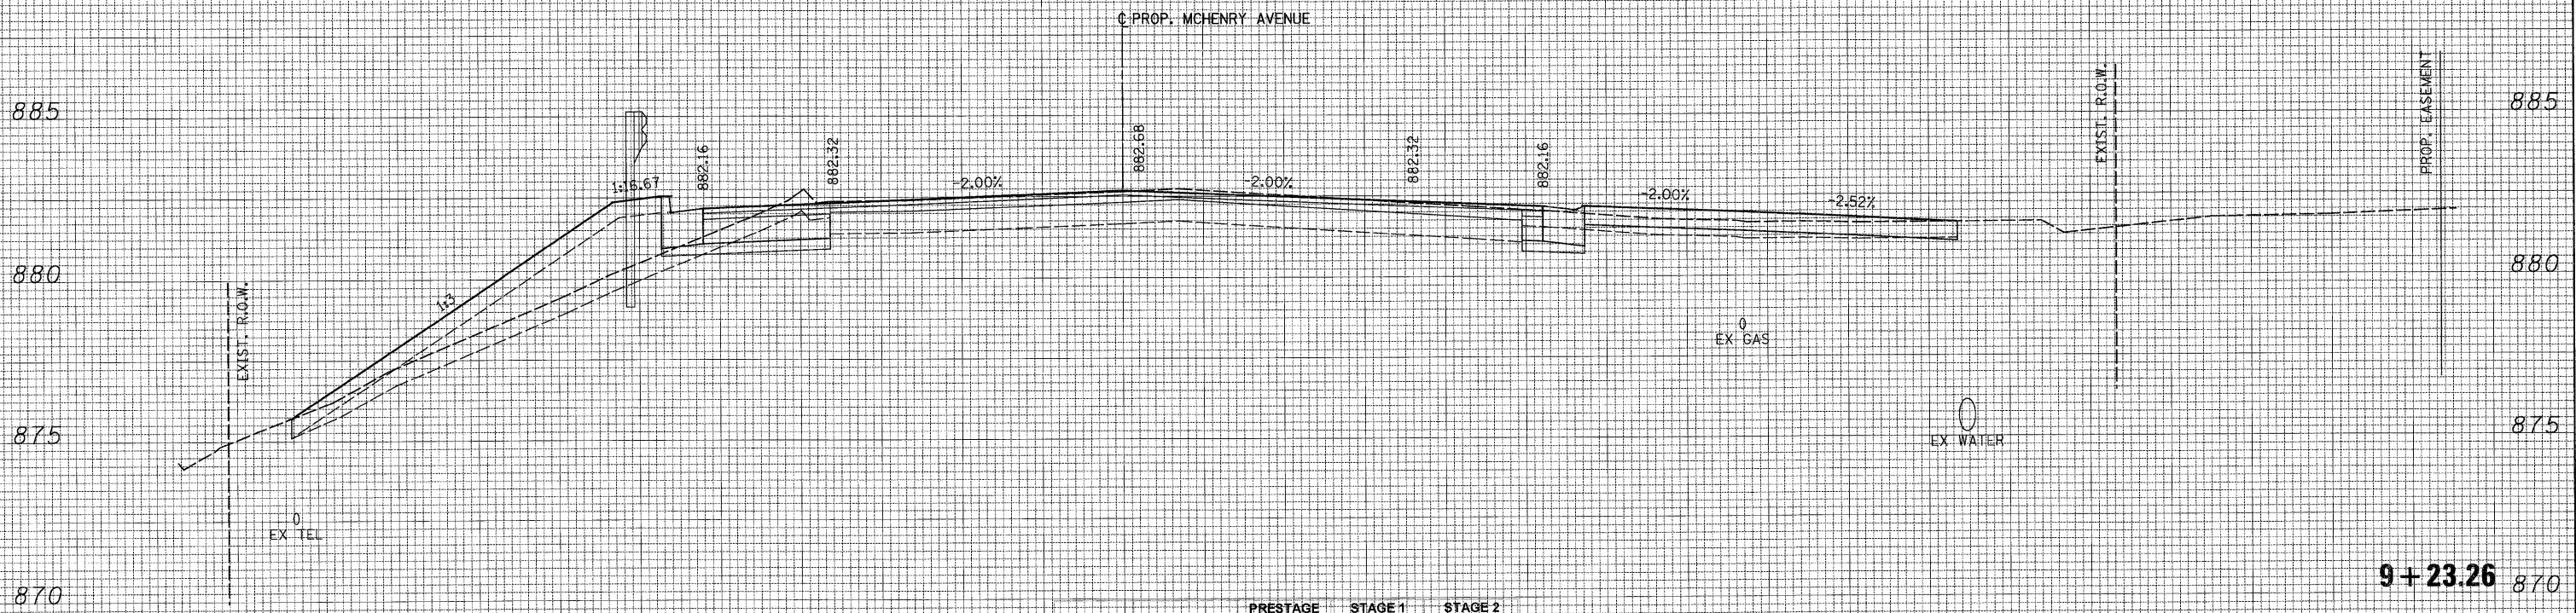 ℄ PROP. MCHENRY AVENUE
885
885
EXIST. R.O.W.
PROP. EASEMENT
1:16.67
882.16
882.32
-2.00%
882.68
-2.00%
882.32
882.16
-2.00%
-2.52%
880
880
EXIST. R.O.W.
1:3
EX GAS
875
875
EX WATER
EX TEL
870
9+23.26
870
PRESTAGE STAGE 1 STAGE 2